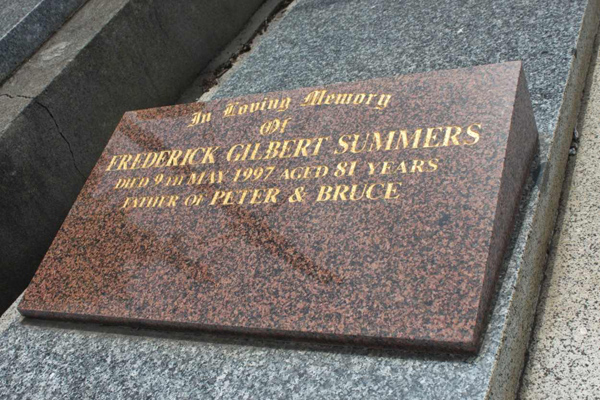 In Loving Memory
Of
FREDERICK GILBERT SUMMERS
DIED 9TH MAY 1997 AGED 81 YEARS
FATHER OF PETER & BRUCE